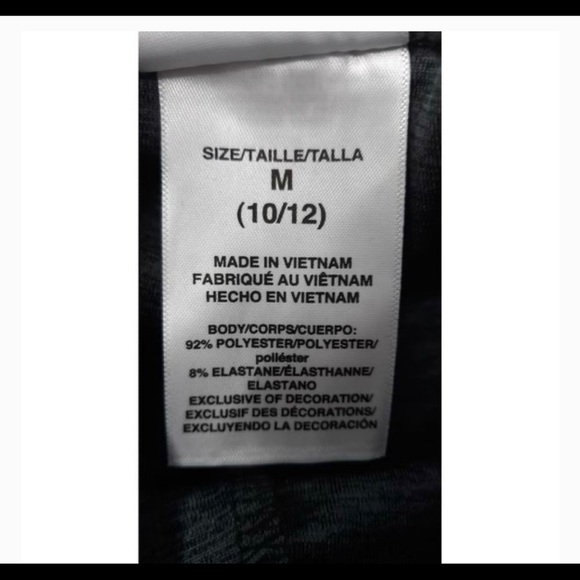 SIZE/TAILLE/TALLA
M
(10/12)
MADE IN VIETNAM
FABRIQUÉ AU VIÊTNAM
HECHO EN VIETNAM
BODY/CORPS/CUERPO:
92% POLYESTER/POLYESTER/
poliéster
8% ELASTANE/ÉLASTHANNE/
ELASTANO
EXCLUSIVE OF DECORATION/
EXCLUSIF DES DÉCORATIONS/
EXCLUYENDO LA DECORACIÓN